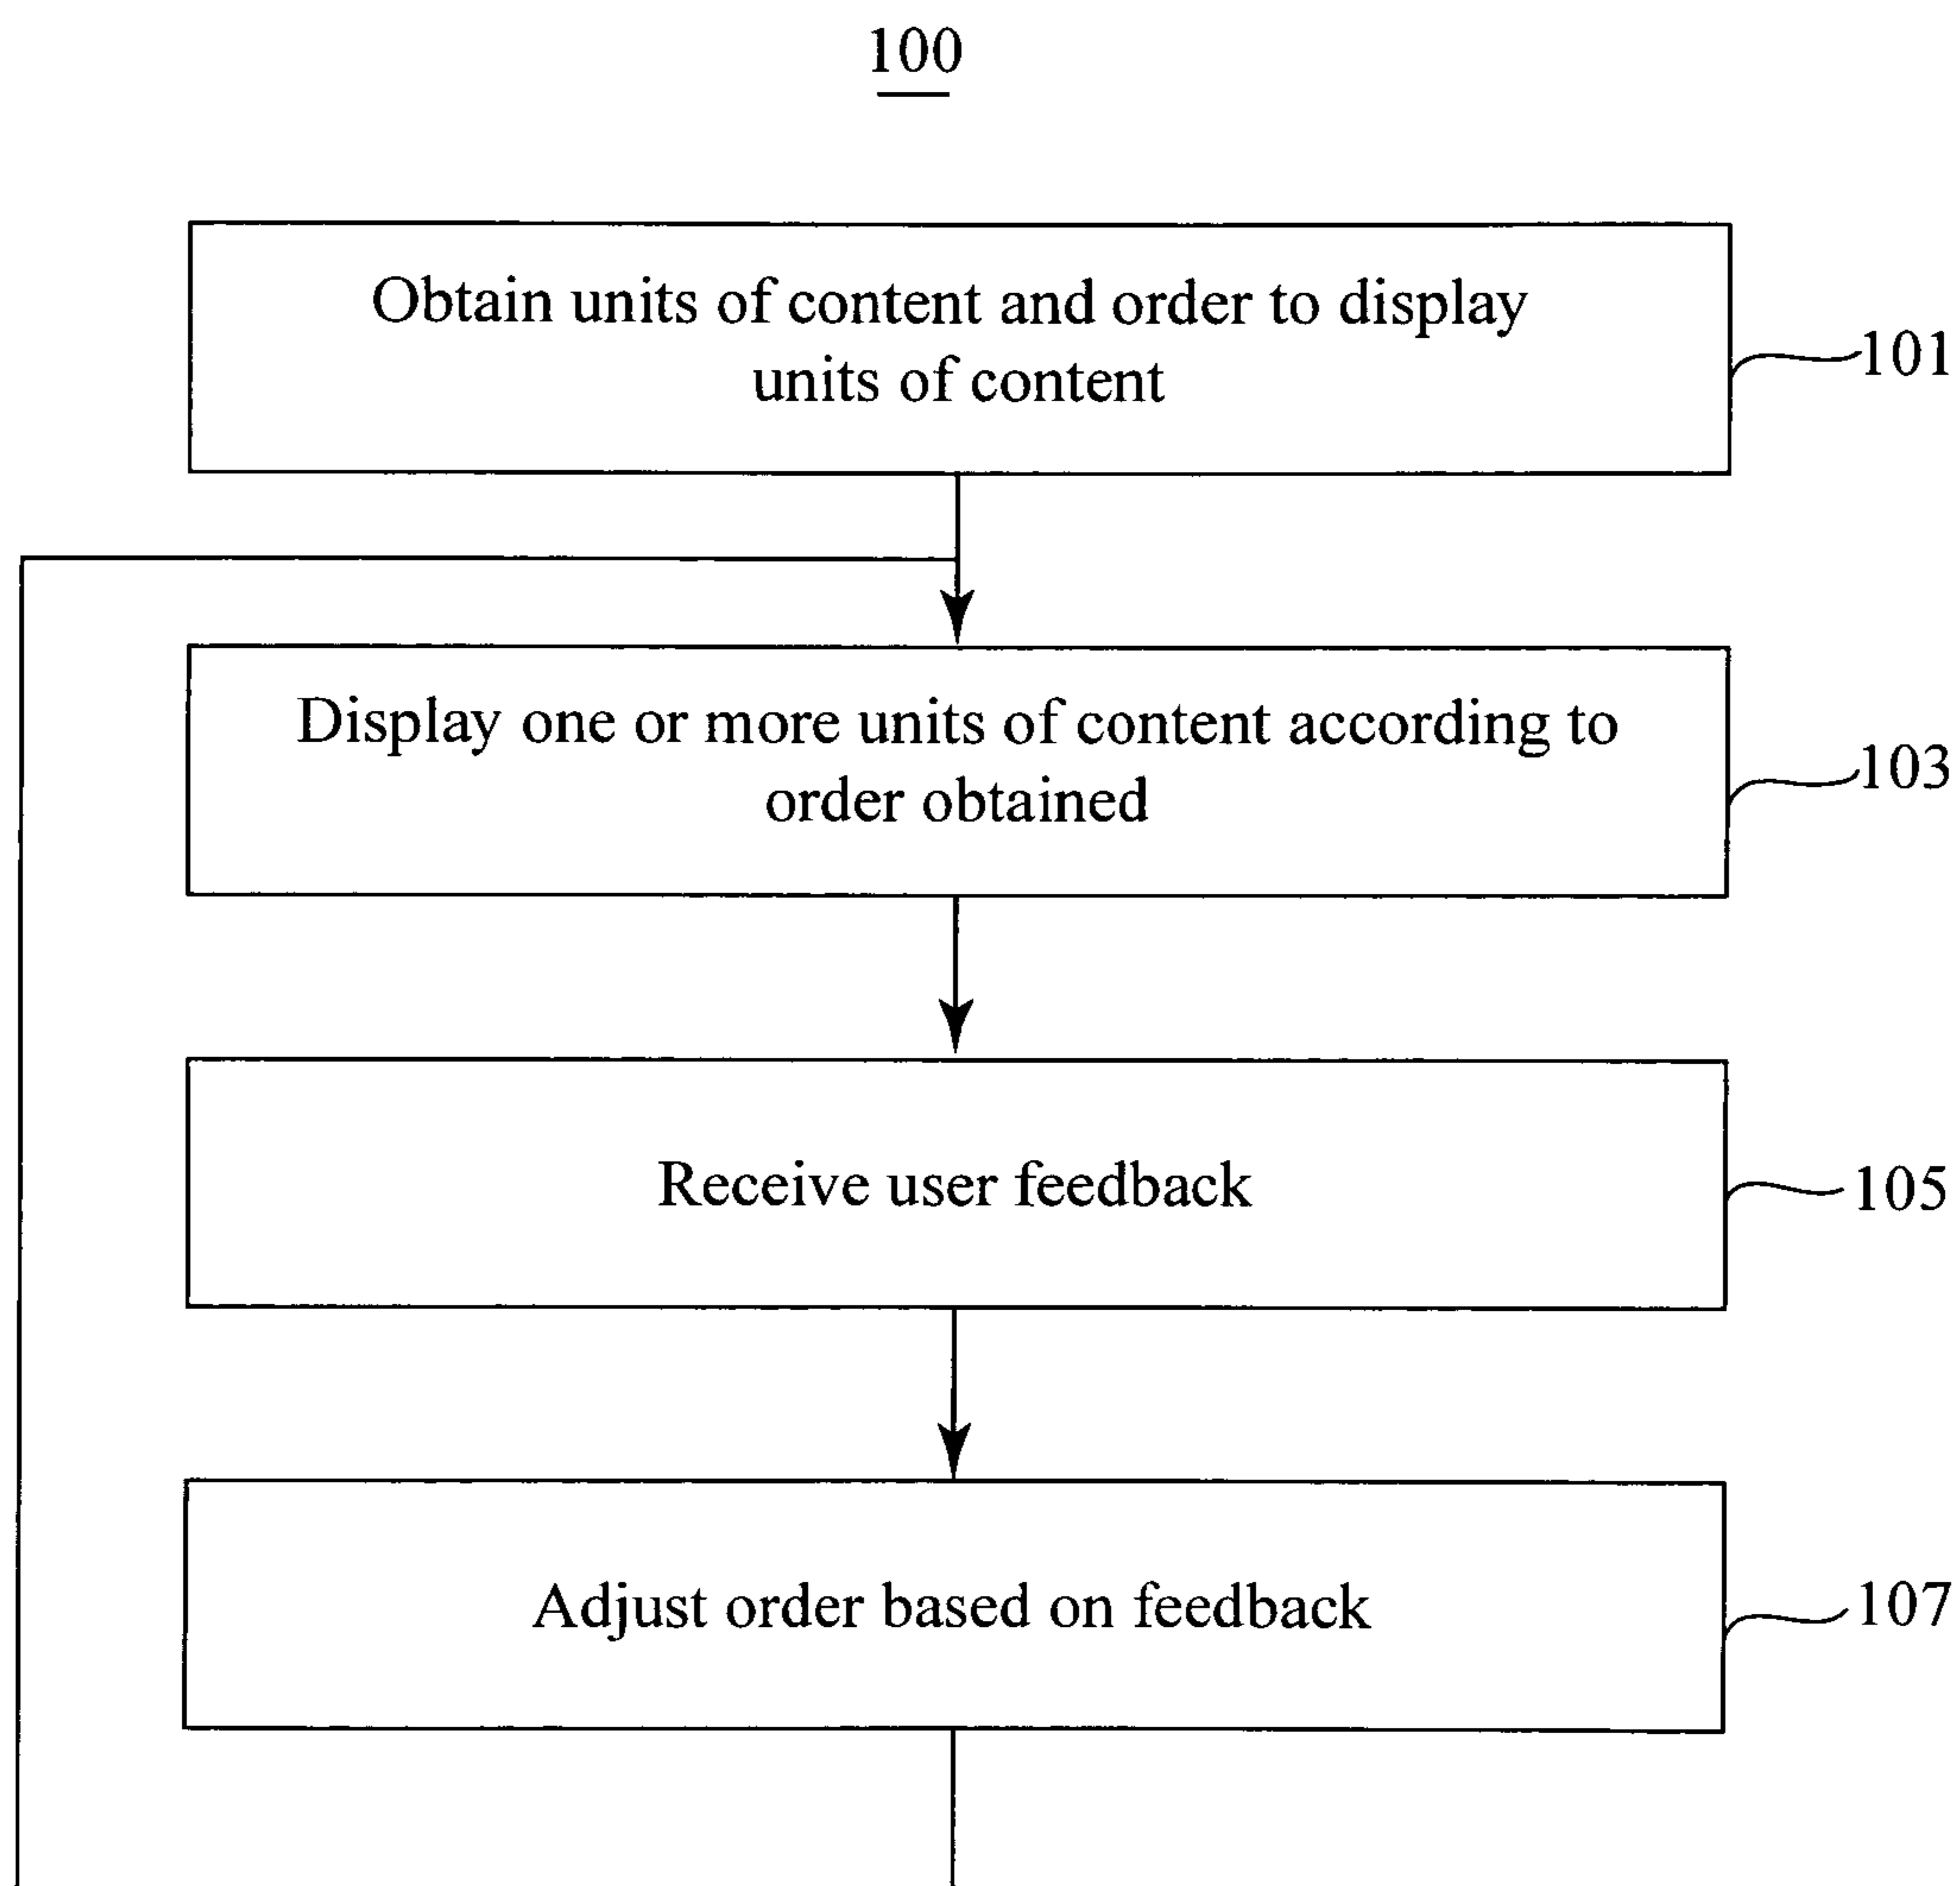 100
Obtain units of content and order to display
units of content
101
Display one or more units of content according to
order obtained
103
Receive user feedback
105
Adjust order based on feedback
107